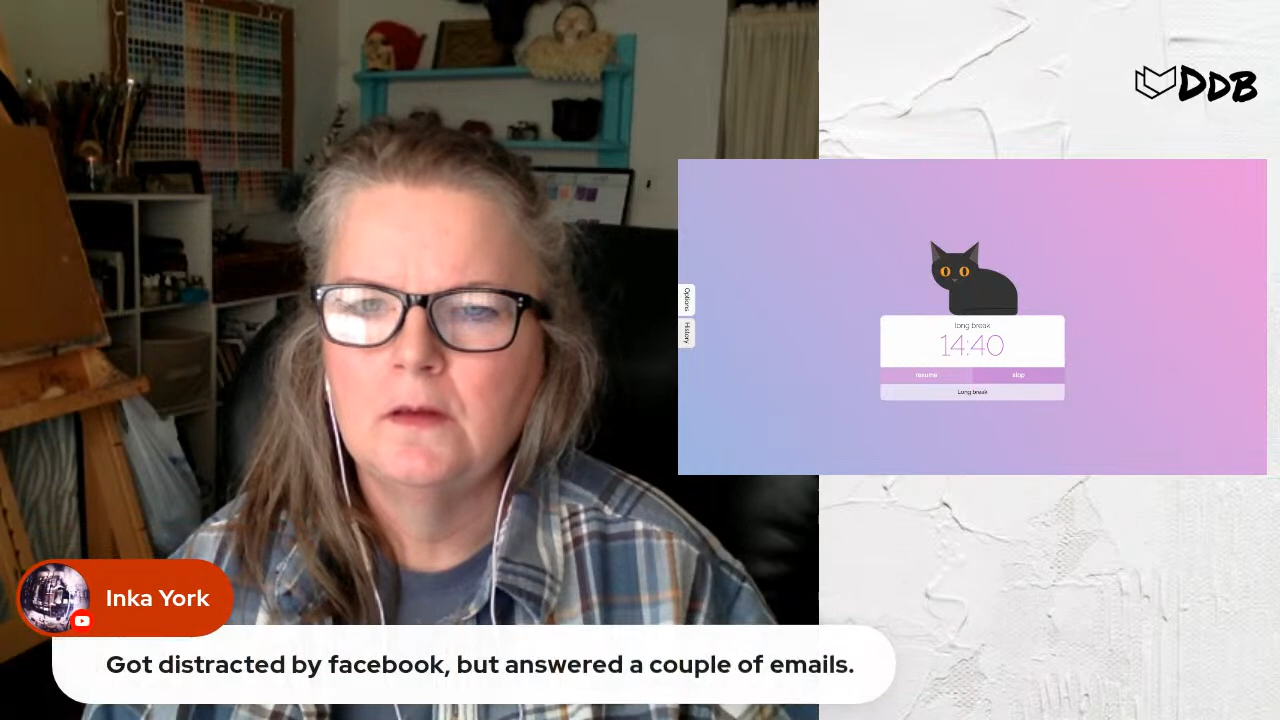 DDB
Options
History
long break
14:40
resume
stop
Long break
Inka York
Got distracted by facebook, but answered a couple of emails.